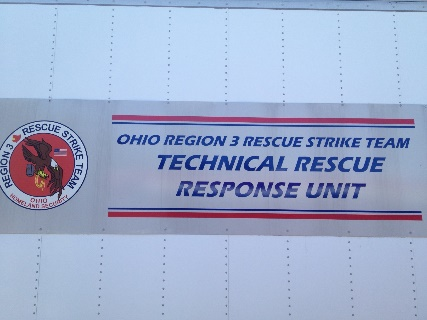 REGION 3 RESCUE STRIKE TEAM
OHIO
HOMELAND SECURITY
OHIO REGION 3 RESCUE STRIKE TEAM
TECHNICAL RESCUE
RESPONSE UNIT